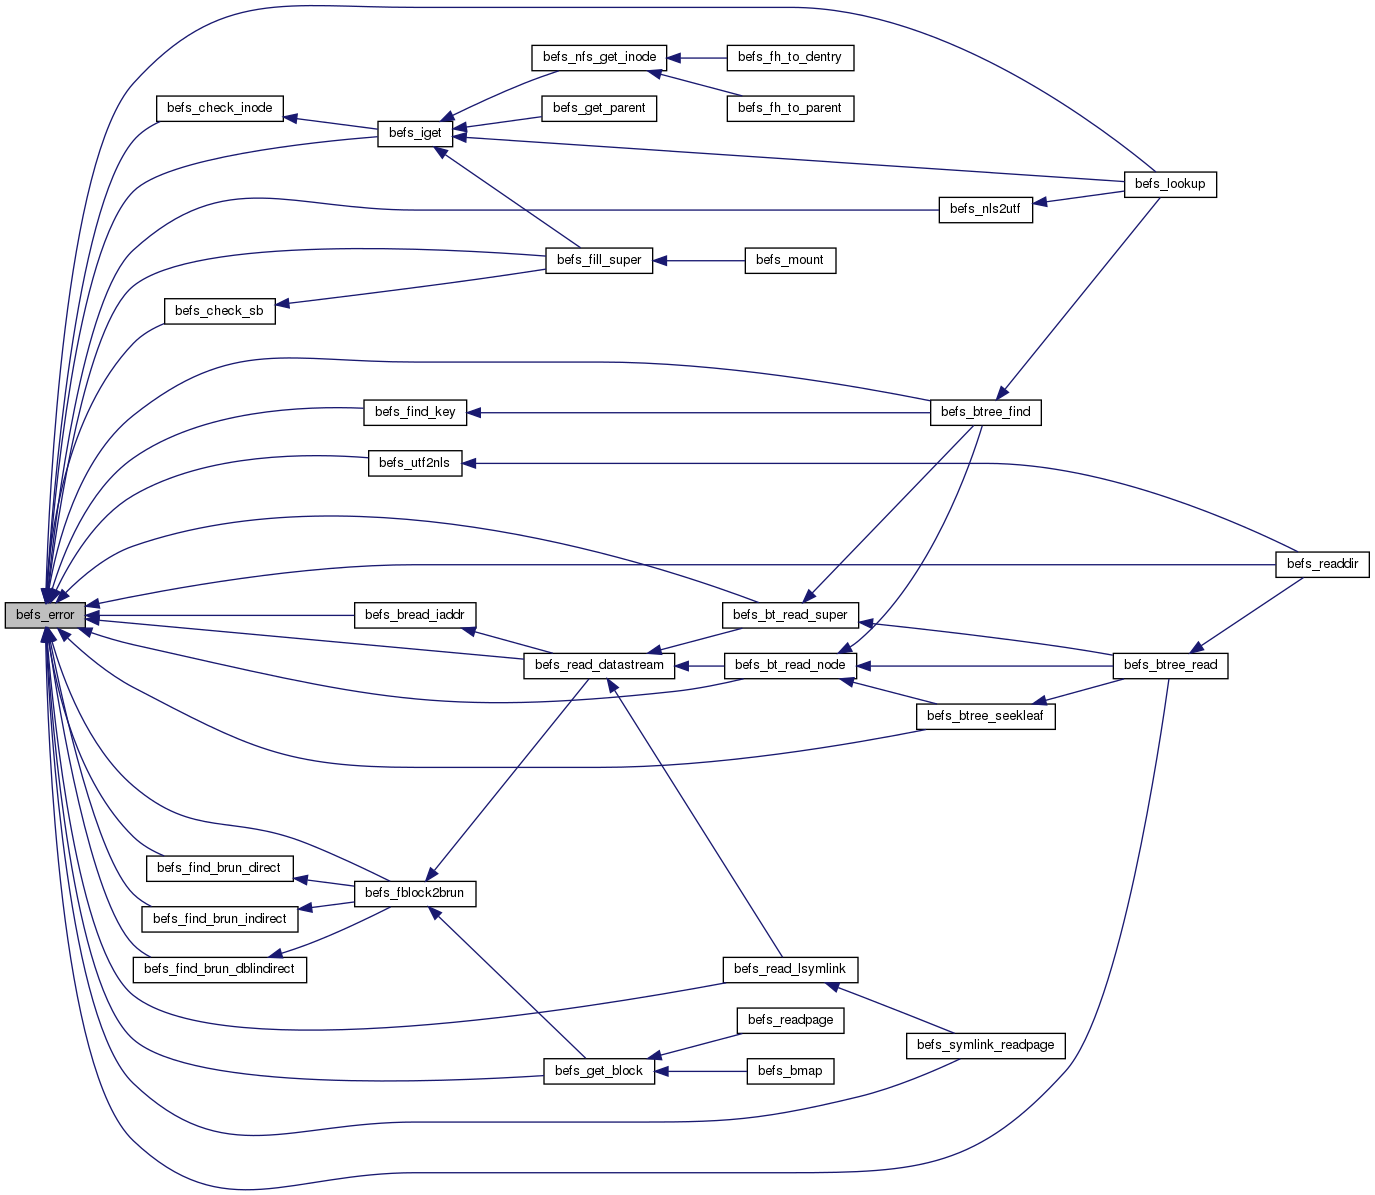 befs_nfs_get_inode
befs_fh_to_dentry
befs_check_inode
befs_get_parent
befs_fh_to_parent
befs_iget
befs_lookup
befs_nls2utf
befs_fill_super
befs_mount
befs_check_sb
befs_find_key
befs_btree_find
befs_utf2nls
befs_readdir
befs_error
befs_bread_iaddr
befs_bt_read_super
befs_read_datastream
befs_bt_read_node
befs_btree_read
befs_btree_seekleaf
befs_find_brun_direct
befs_fblock2brun
befs_find_brun_indirect
befs_find_brun_dblindirect
befs_read_lsymlink
befs_readpage
befs_symlink_readpage
befs_get_block
befs_bmap